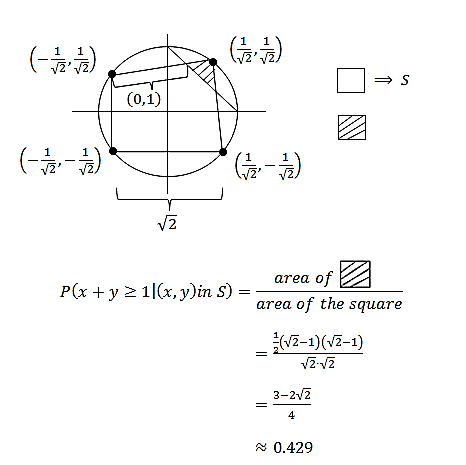 (-1/√2, 1/√2) (1/√2, 1/√2)
⇒ S
(0,1)
(-1/√2, -1/√2) (1/√2, -1/√2)
√2
P(x + y ≥ 1|(x,y)in S) = area of / area of the square
= ½(√2-1)(√2-1) / √2·√2
= 3-2√2 / 4
≈ 0.429